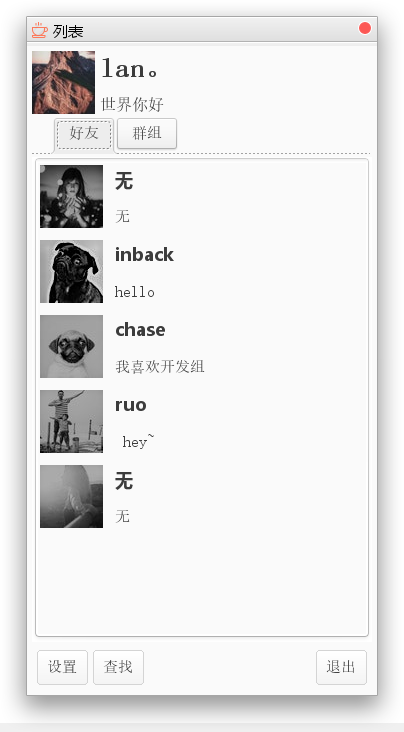 列表
lan。
世界你好
好友 群组
无
无
inback
hello
chase
我喜欢开发组
ruo
hey~
无
无
设置 查找 退出